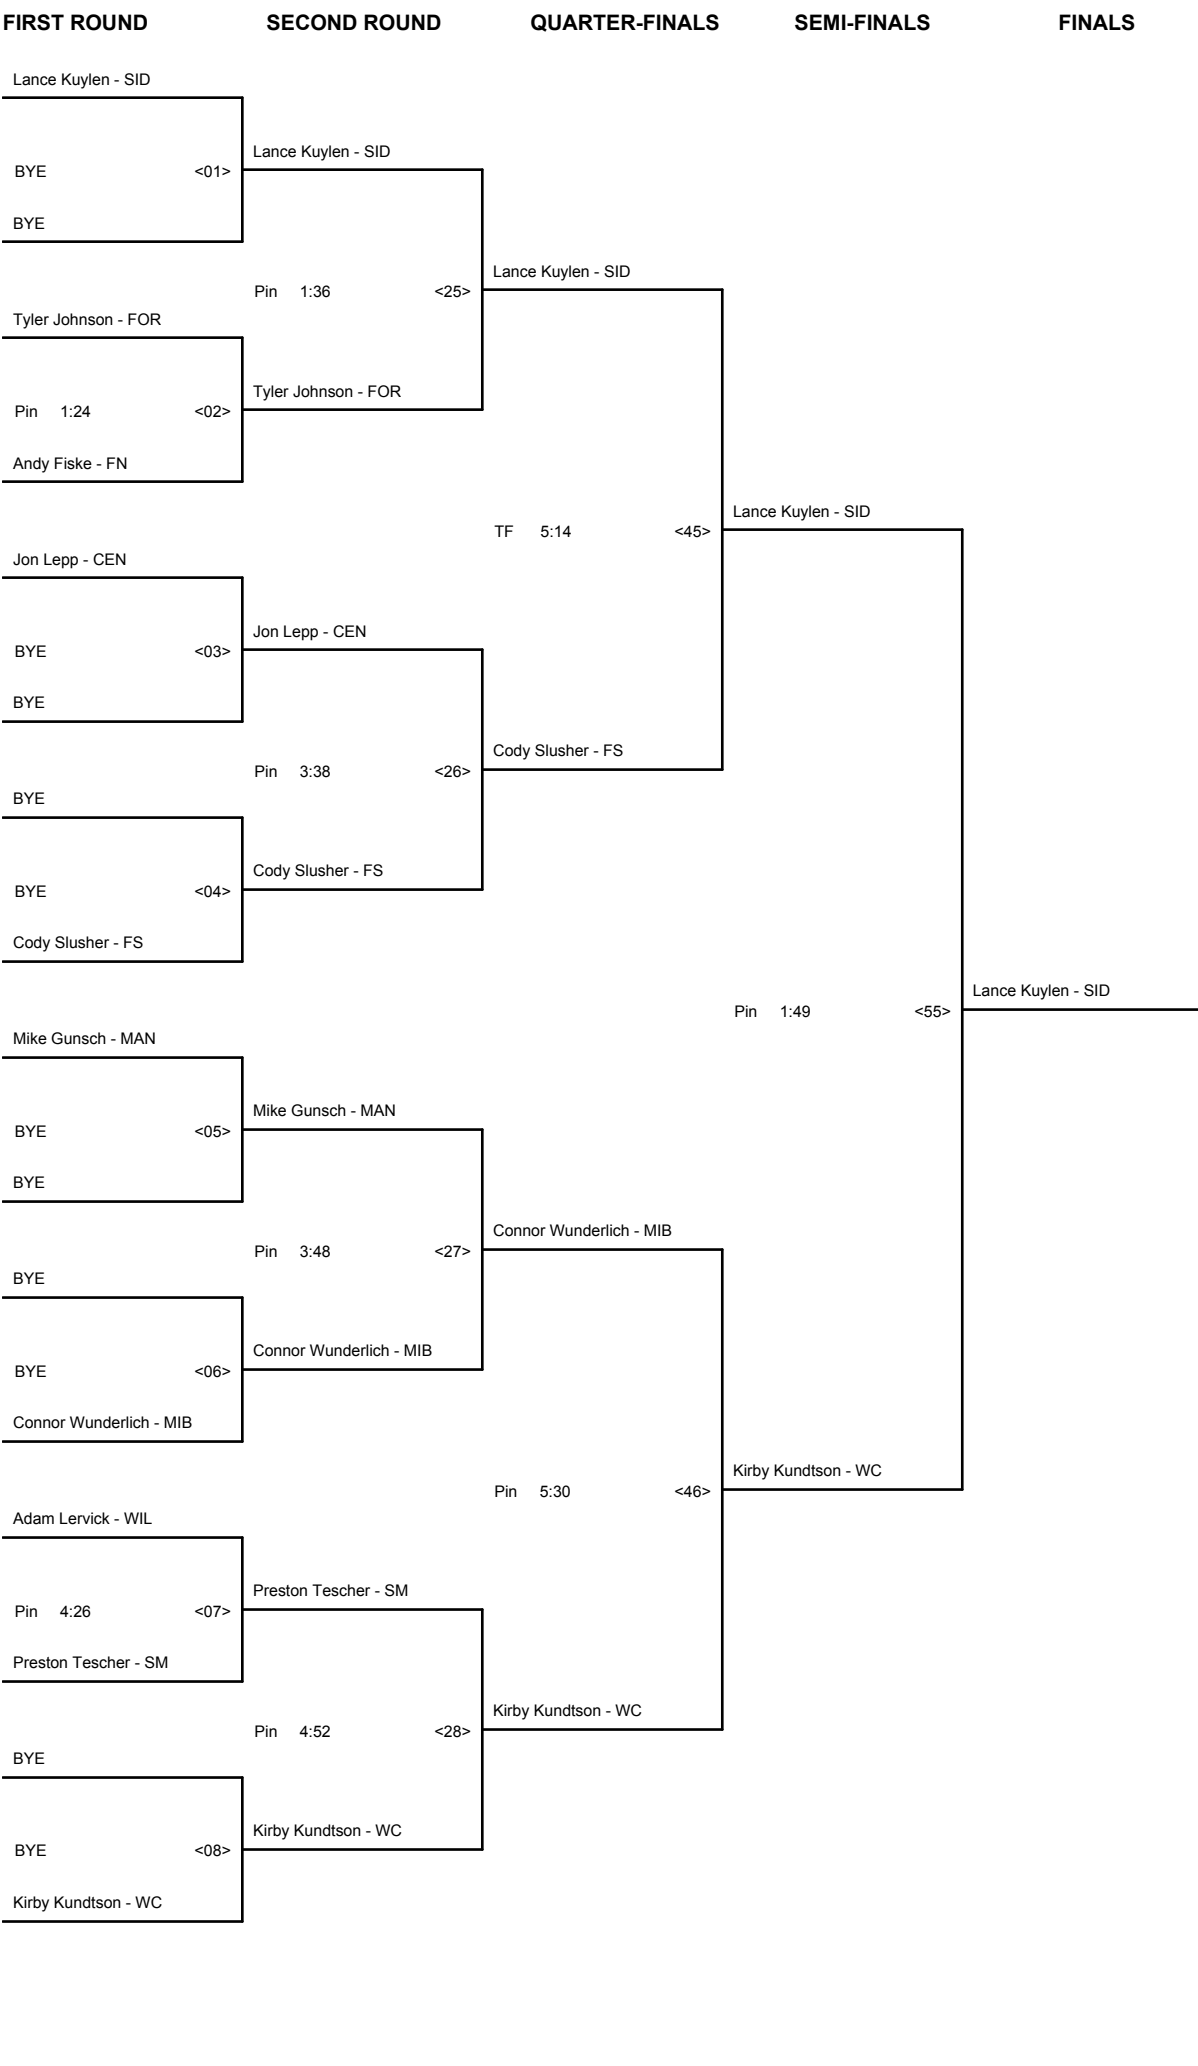 FIRST ROUND SECOND ROUND QUARTER-FINALS SEMI-FINALS FINALS
Lance Kuylen - SID
Lance Kuylen - SID
BYE <01>
BYE
Lance Kuylen - SID
Pin 1:36 <25>
Tyler Johnson - FOR
Tyler Johnson - FOR
Pin 1:24 <02>
Andy Fiske - FN
Lance Kuylen - SID
TF 5:14 <45>
Jon Lepp - CEN
Jon Lepp - CEN
BYE <03>
BYE
Cody Slusher - FS
Pin 3:38 <26>
BYE
Cody Slusher - FS
BYE <04>
Cody Slusher - FS
Lance Kuylen - SID
Pin 1:49 <55>
Mike Gunsch - MAN
Mike Gunsch - MAN
BYE <05>
BYE
Connor Wunderlich - MIB
Pin 3:48 <27>
BYE
Connor Wunderlich - MIB
BYE <06>
Connor Wunderlich - MIB
Kirby Kundtson - WC
Pin 5:30 <46>
Adam Lervick - WIL
Preston Tescher - SM
Pin 4:26 <07>
Preston Tescher - SM
Kirby Kundtson - WC
Pin 4:52 <28>
BYE
Kirby Kundtson - WC
BYE <08>
Kirby Kundtson - WC